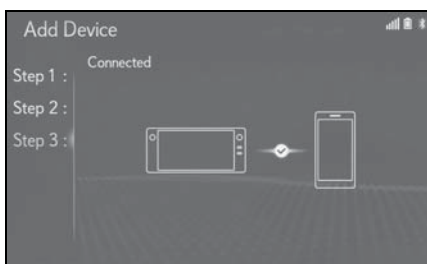 Add Device
Connected
Step 1 :
Step 2 :
Step 3 :